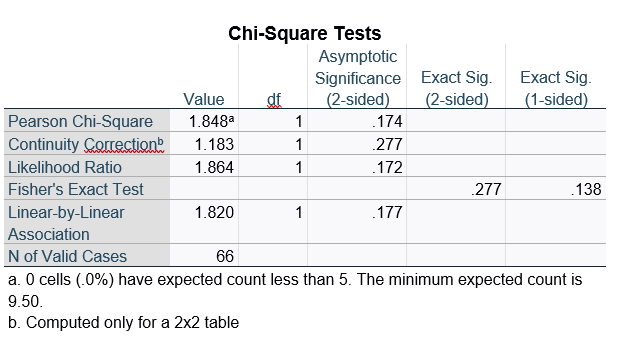 Chi-Square Tests
Value df Asymptotic Significance (2-sided) Exact Sig. (2-sided) Exact Sig. (1-sided)
Pearson Chi-Square 1.848ᵃ 1 .174
Continuity Correctionᵇ 1.183 1 .277
Likelihood Ratio 1.864 1 .172
Fisher's Exact Test .277 .138
Linear-by-Linear Association 1.820 1 .177
N of Valid Cases 66
a. 0 cells (.0%) have expected count less than 5. The minimum expected count is
9.50.
b. Computed only for a 2x2 table